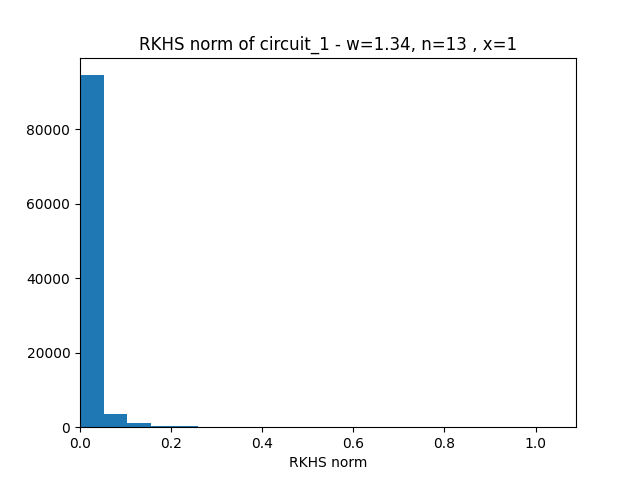 RKHS norm of circuit_1 - w=1.34, n=13 , x=1
80000
60000
40000
20000
0
0.0 0.2 0.4 0.6 0.8 1.0
RKHS norm